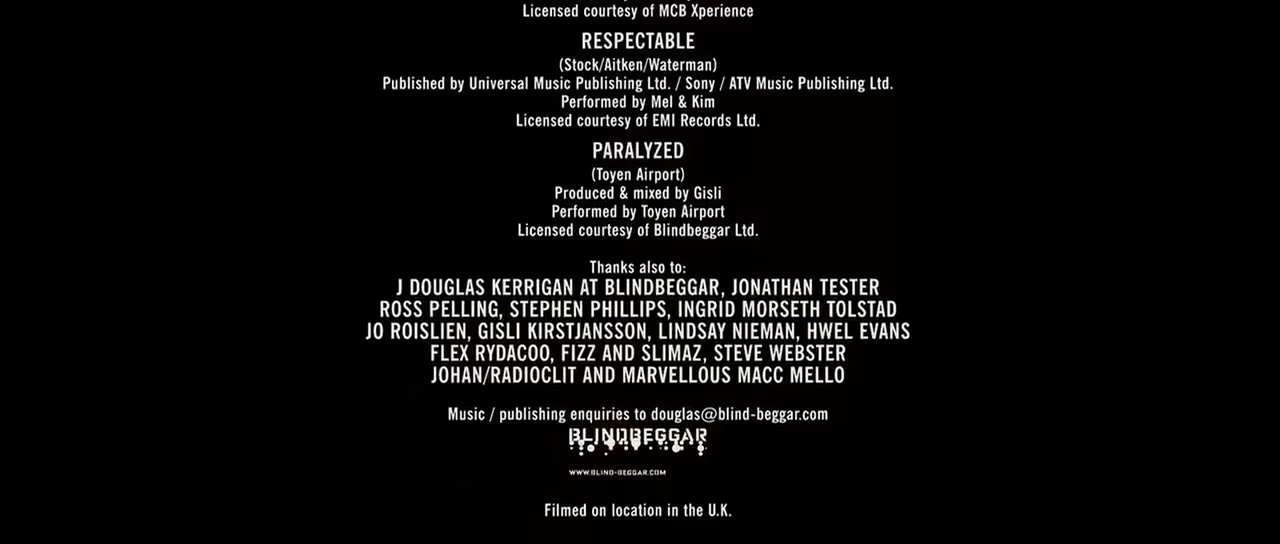 Licensed courtesy of MCB Xperience
RESPECTABLE
(Stock/Aitken/Waterman)
Published by Universal Music Publishing Ltd. / Sony / ATV Music Publishing Ltd.
Performed by Mel & Kim
Licensed courtesy of EMI Records Ltd.
PARALYZED
(Toyen Airport)
Produced & mixed by Gisli
Performed by Toyen Airport
Licensed courtesy of Blindbeggar Ltd.
Thanks also to:
J DOUGLAS KERRIGAN AT BLINDBEGGAR, JONATHAN TESTER
ROSS PELLING, STEPHEN PHILLIPS, INGRID MORSETH TOLSTAD
JO ROISLIEN, GISLI KIRSTJANSSON, LINDSAY NIEMAN, HWEL EVANS
FLEX RYDACOO, FIZZ AND SLIMAZ, STEVE WEBSTER
JOHAN/RADIOCLIT AND MARVELLOUS MACC MELLO
Music / publishing enquiries to douglas@blind-beggar.com
BLINDBEGGAR
WWW.BLIND-BEGGAR.COM
Filmed on location in the U.K.